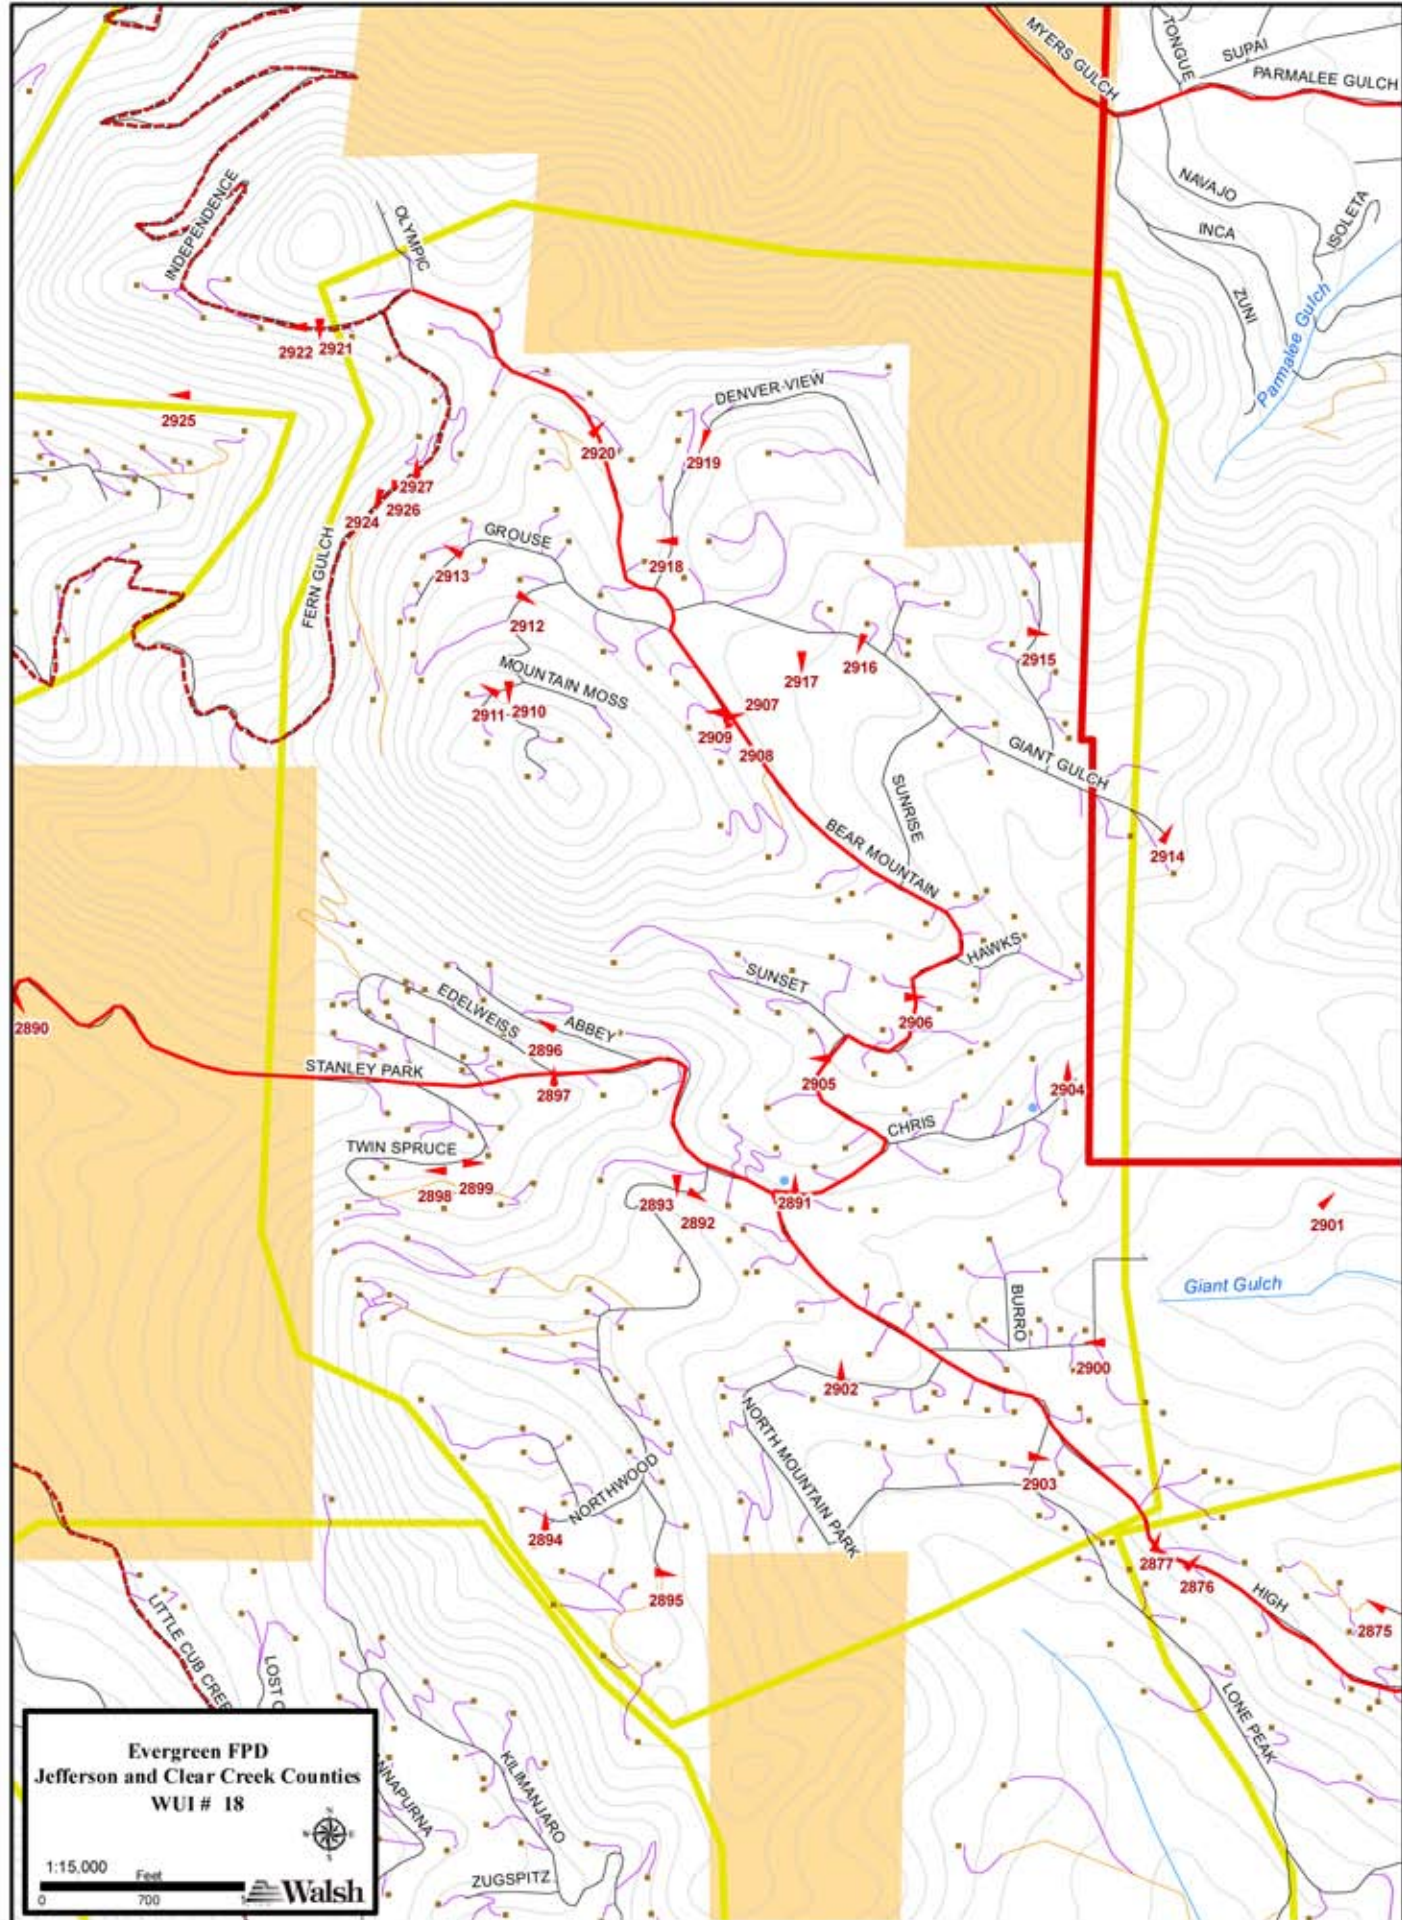 MYERS GULCH
TONGUE
SUPAI
PARMALEE GULCH
NAVAJO
INCA
ISOLETA
ZUNI
Parmalee Gulch
INDEPENDENCE
OLYMPIC
2922
2921
2925
DENVER-VIEW
2920
2919
2927
2926
2924
FERN GULCH
GROUSE
2913
2918
2912
2915
2916
2917
MOUNTAIN MOSS
2911
2910
2907
2909
2908
GIANT GULCH
SUNRISE
BEAR MOUNTAIN
2914
HAWKS
SUNSET
2906
2890
EDELWEISS
ABBEY
2896
STANLEY PARK
2897
2905
2904
CHRIS
TWIN SPRUCE
2898
2899
2893
2892
2891
2901
Giant Gulch
BURRO
2900
2902
NORTH MOUNTAIN PARK
NORTHWOOD
2903
2894
2895
2877
2876
HIGH
2875
LITTLE CUB CREE
LOST
LONE PEAK
NNAPURNA
KILIMANJARO
ZUGSPITZ
Evergreen FPD
Jefferson and Clear Creek Counties
WUI # 18
N
W E
S
1:15,000
Feet
0 700
Walsh